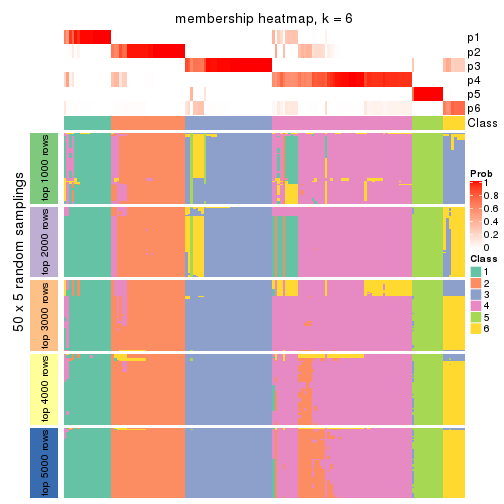 membership heatmap, k = 6
p1
p2
p3
p4
p5
p6
Class
50 x 5 random samplings
top 1000 rows
top 2000 rows
top 3000 rows
top 4000 rows
top 5000 rows
Prob
1
0.8
0.6
0.4
0.2
0
Class
1
2
3
4
5
6